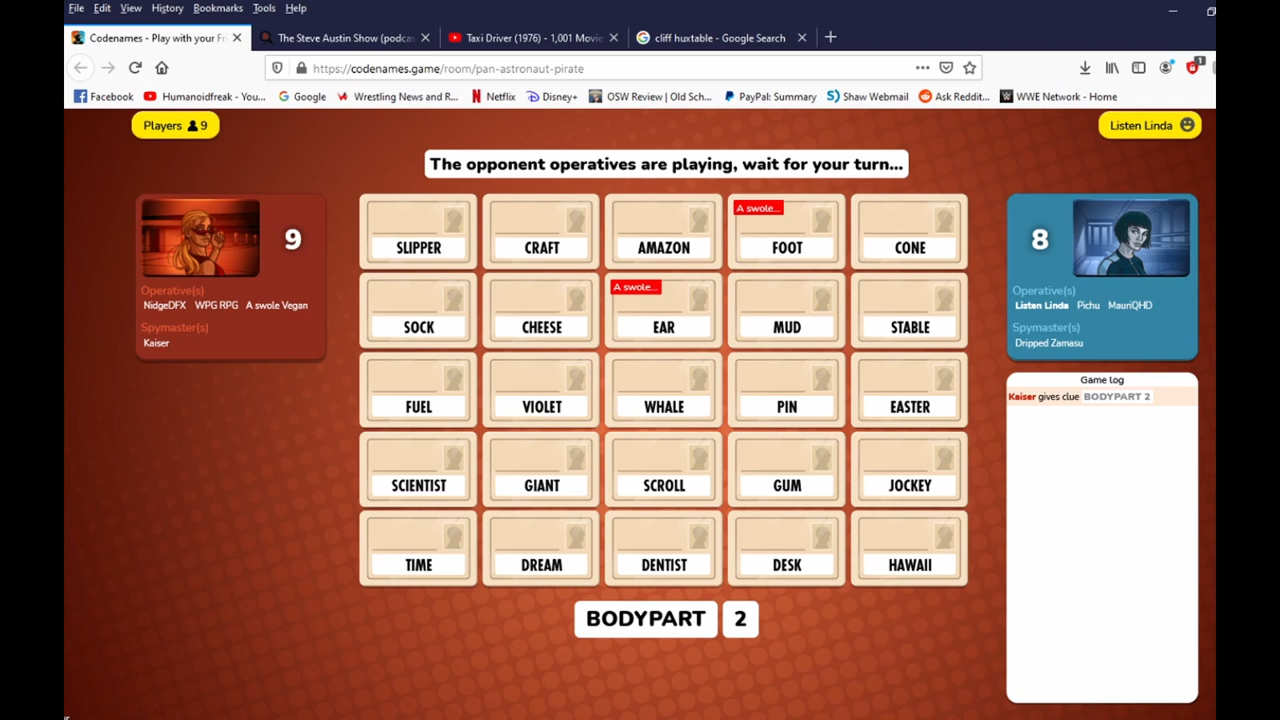 File Edit View History Bookmarks Tools Help
Codenames - Play with your Fr
The Steve Austin Show (podca
Taxi Driver (1976) - 1,001 Movie
cliff huxtable - Google Search
https://codenames.game/room/pan-astronaut-pirate
1
Facebook Humanoidfreak - You... Google Wrestling News and R... Netflix Disney+ OSW Review | Old Sch... PayPal: Summary Shaw Webmail Ask Reddit... WWE Network - Home
Players 9
Listen Linda
The opponent operatives are playing, wait for your turn...
9
Operative(s)
NidgeDFX WPG RPG A swole Vegan
Spymaster(s)
Kaiser
A swole...
SLIPPER CRAFT AMAZON FOOT CONE
A swole...
SOCK CHEESE EAR MUD STABLE
FUEL VIOLET WHALE PIN EASTER
SCIENTIST GIANT SCROLL GUM JOCKEY
TIME DREAM DENTIST DESK HAWAII
BODYPART 2
8
Operative(s)
Listen Linda Pichu MauriQHD
Spymaster(s)
Dripped Zamasu
Game log
Kaiser gives clue BODYPART 2